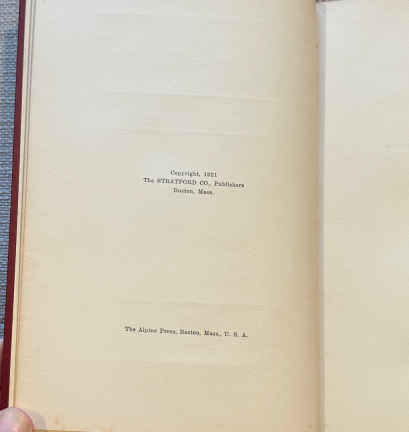 Copyright, 1921
The STRATFORD CO., Publishers
Boston, Mass.
The Alpine Press, Boston, Mass., U. S. A.